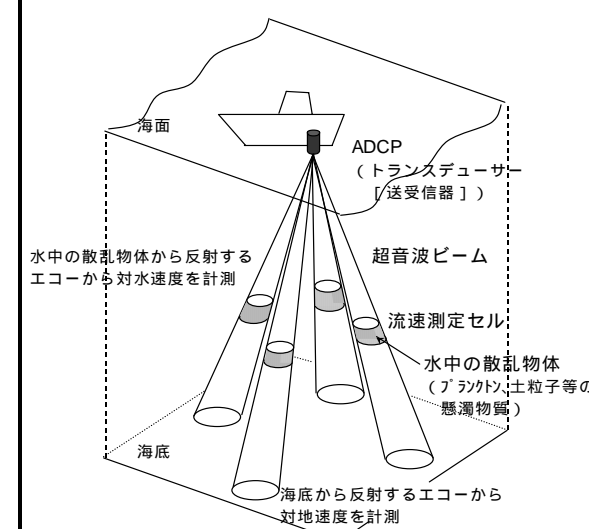 海面
ADCP
（トランスデューサー
［送受信器］）
水中の散乱物体から反射する
エコーから対水速度を計測
超音波ビーム
流速測定セル
水中の散乱物体
（プランクトン、土粒子等の
懸濁物質）
海底
海底から反射するエコーから
対地速度を計測